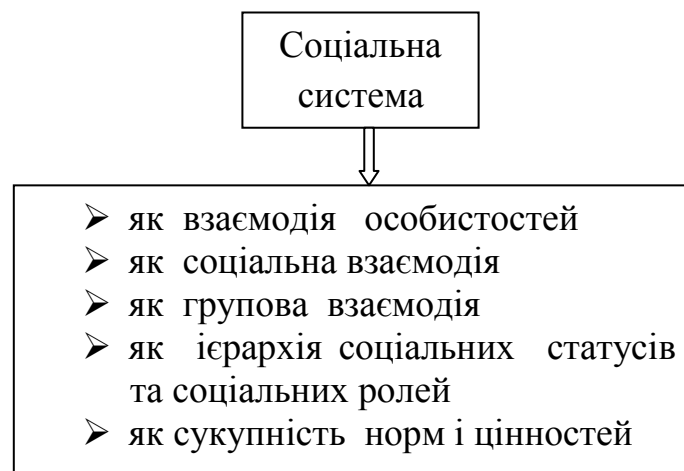 Соціальна
система
➢ як взаємодія особистостей
➢ як соціальна взаємодія
➢ як групова взаємодія
➢ як ієрархія соціальних статусів
та соціальних ролей
➢ як сукупність норм і цінностей